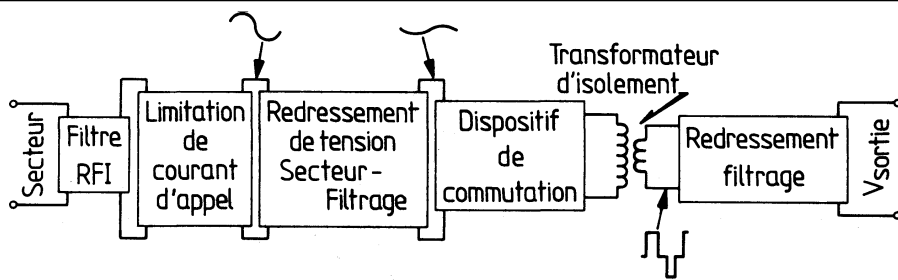 Secteur
Filtre
RFI
Limitation
de
courant
d'appel
Redressement
de tension
Secteur-
Filtrage
Dispositif
de
commutation
Transformateur
d'isolement
Redressement
filtrage
Vsortie